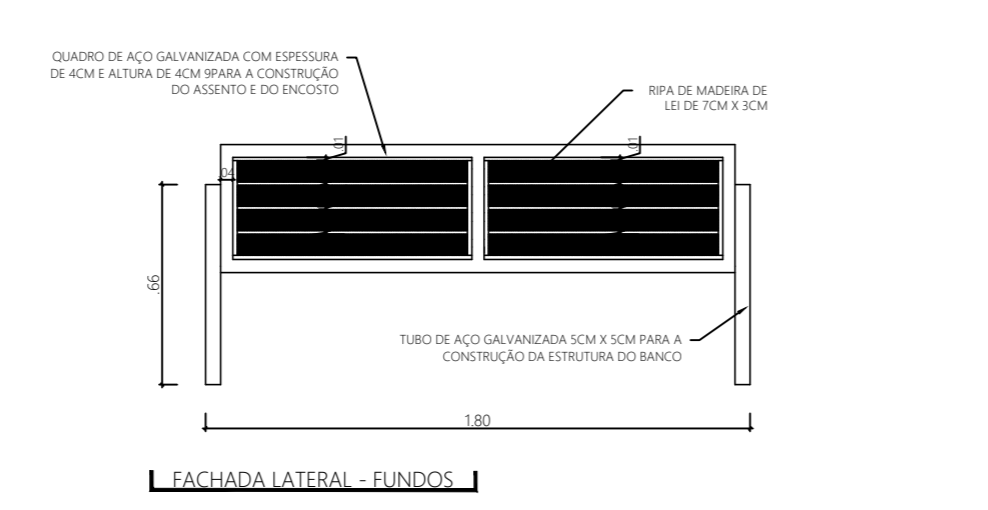 QUADRO DE AÇO GALVANIZADA COM ESPESSURA
DE 4CM E ALTURA DE 4CM 9PARA A CONSTRUÇÃO
DO ASSENTO E DO ENCOSTO
RIPA DE MADEIRA DE
LEI DE 7CM X 3CM
.01
.01
.04
.66
TUBO DE AÇO GALVANIZADA 5CM X 5CM PARA A
CONSTRUÇÃO DA ESTRUTURA DO BANCO
1.80
FACHADA LATERAL - FUNDOS